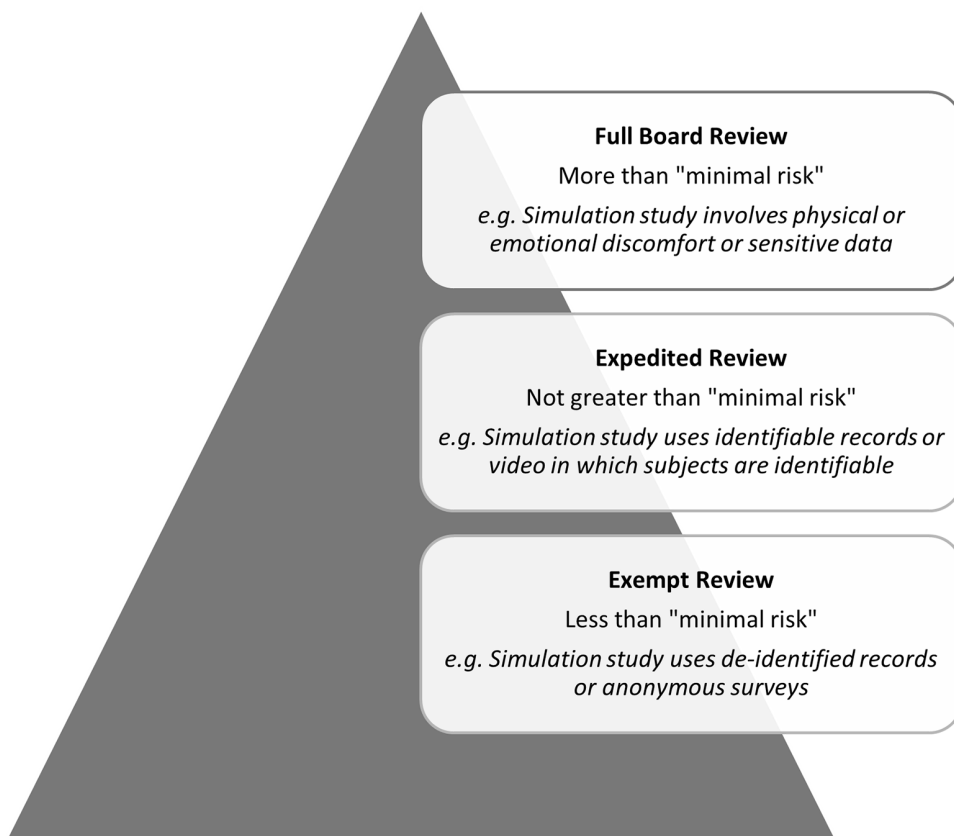 Full Board Review
More than "minimal risk"
e.g. Simulation study involves physical or
emotional discomfort or sensitive data
Expedited Review
Not greater than "minimal risk"
e.g. Simulation study uses identifiable records or
video in which subjects are identifiable
Exempt Review
Less than "minimal risk"
e.g. Simulation study uses de-identified records
or anonymous surveys